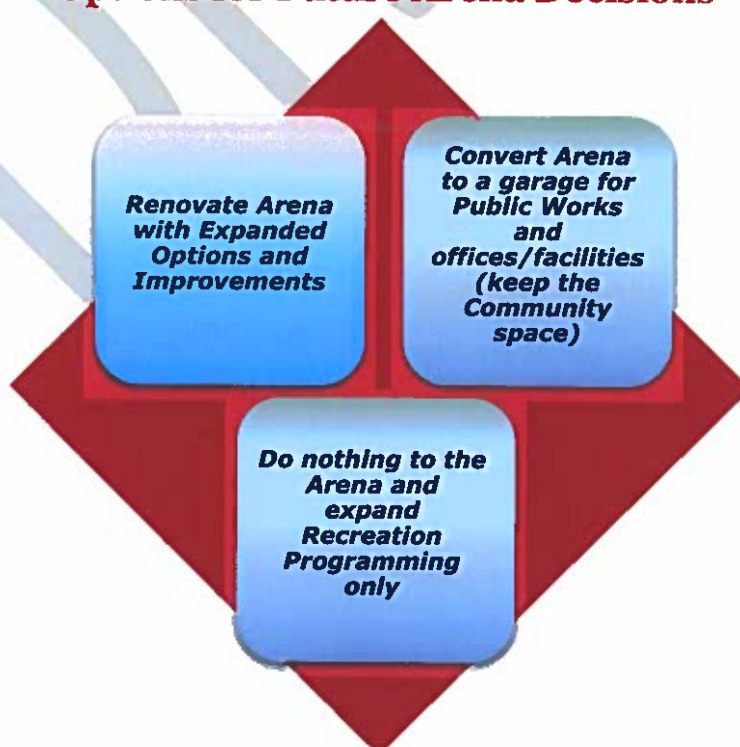 Decisions
Renovate Arena
with Expanded
Options and
Improvements
Convert Arena
to a garage for
Public Works
and
offices/facilities
(keep the
Community
space)
Do nothing to the
Arena and
expand
Recreation
Programming
only